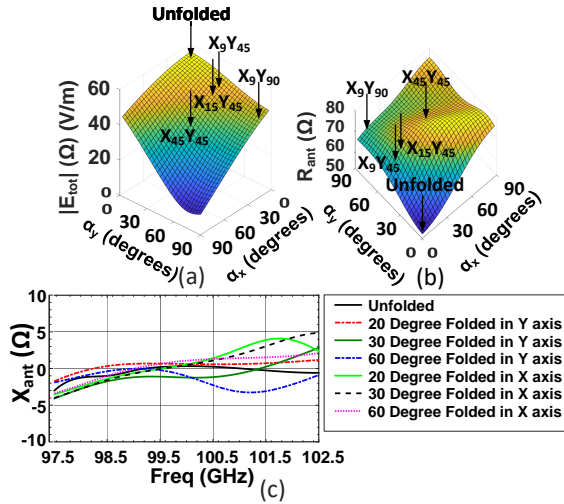 Unfolded
X9Y45
X9Y90
X15Y45
X45Y45
|Etot| (Ω) (V/m)
60
40
20
0
0
30
60
90
αy (degrees)
90
60
30
0
αx (degrees)
(a)
X9Y90
X45Y45
X15Y45
X9Y45
Unfolded
Rant (Ω)
80
70
60
50
90
60
30
0
αy (degrees)
0
30
60
90
αx (degrees)
(b)
Xant (Ω)
10
5
0
-5
-10
97.5 98.5 99.5 100.5 101.5 102.5
Freq (GHz)
(c)
Unfolded
20 Degree Folded in Y axis
30 Degree Folded in Y axis
60 Degree Folded in Y axis
20 Degree Folded in X axis
30 Degree Folded in X axis
60 Degree Folded in X axis